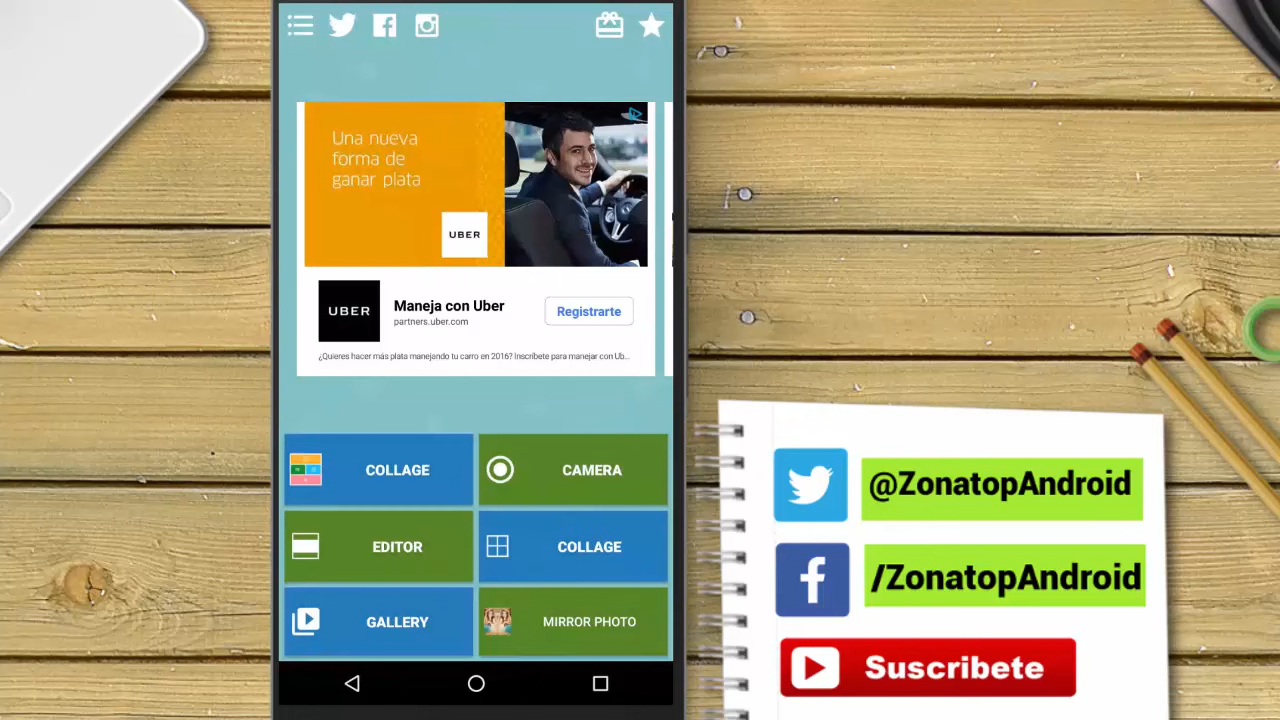 Una nueva
forma de
ganar plata
UBER
UBER
Maneja con Uber
partners.uber.com
Registrarte
¿Quieres hacer más plata manejando tu carro en 2016? Inscríbete para manejar con Ub...
COLLAGE
CAMERA
EDITOR
COLLAGE
GALLERY
MIRROR PHOTO
@ZonatopAndroid
/ZonatopAndroid
Suscribete